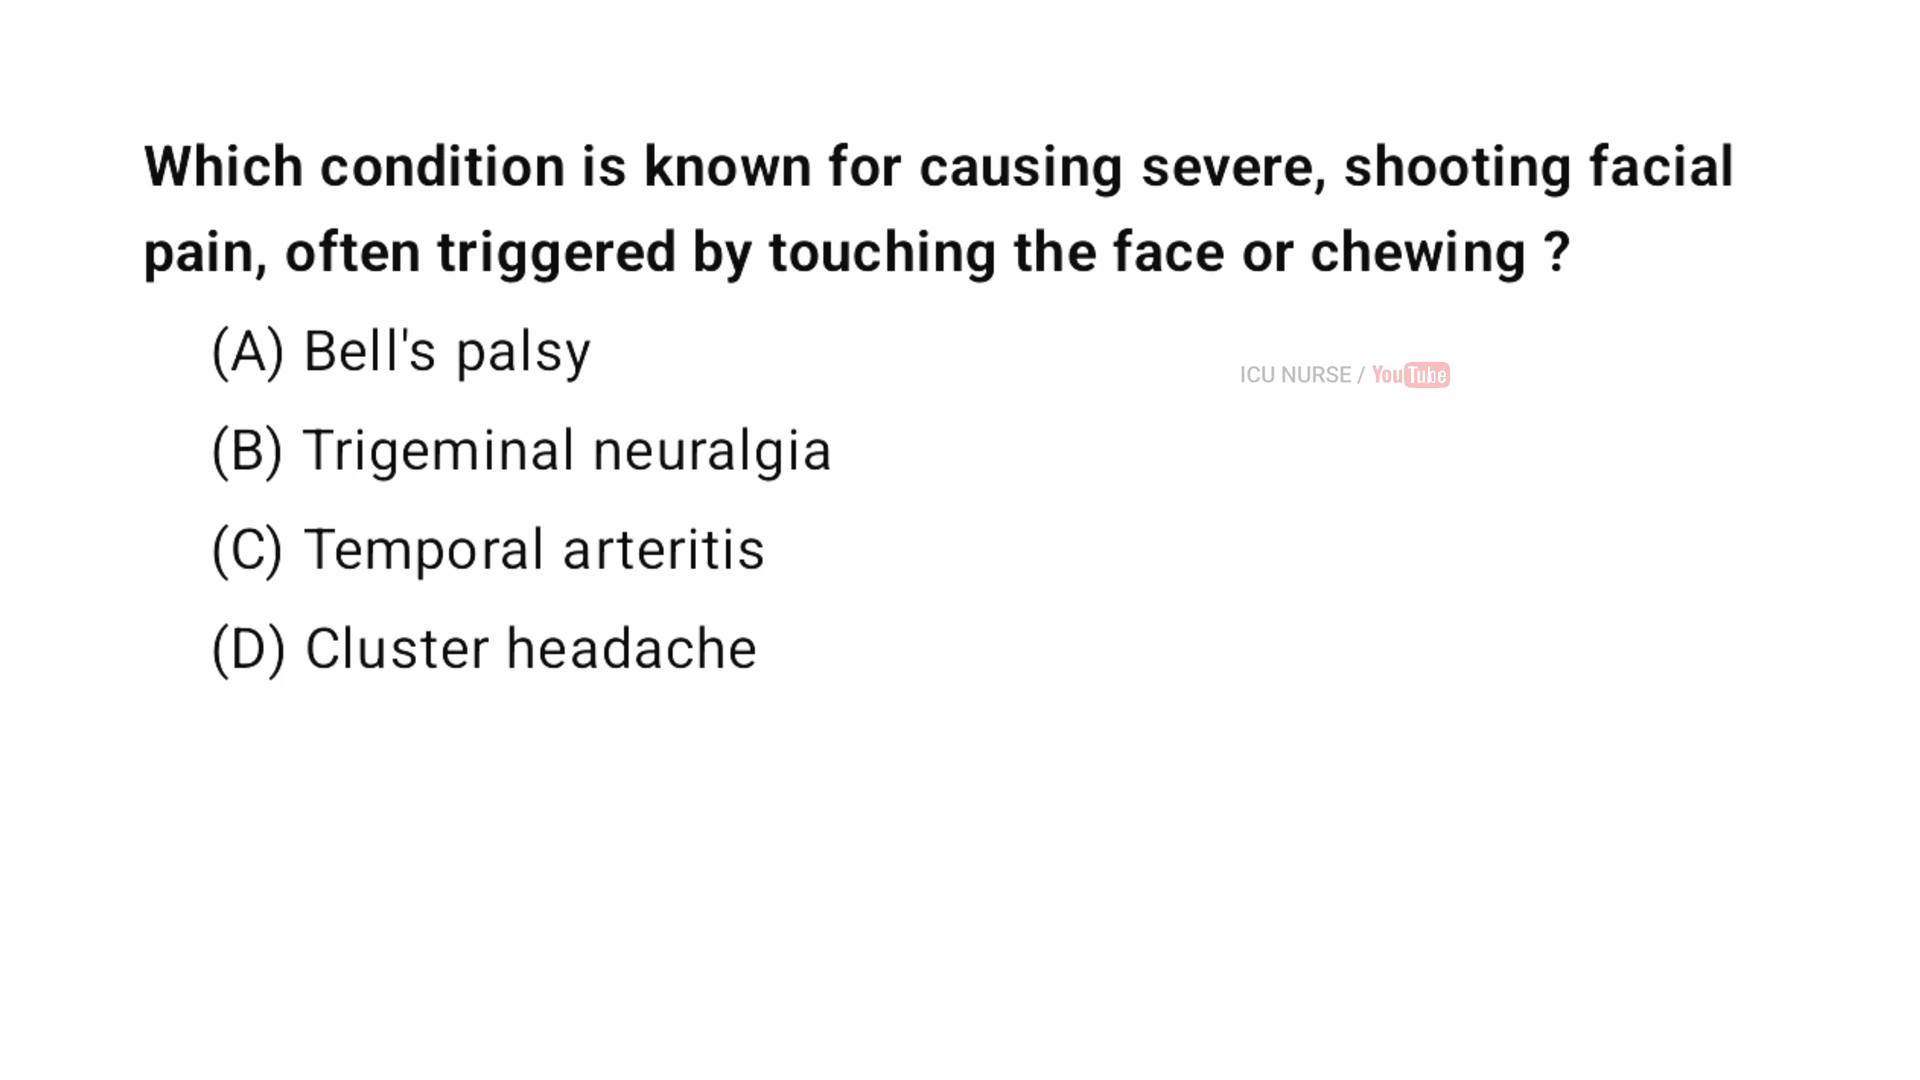 Which condition is known for causing severe, shooting facial
pain, often triggered by touching the face or chewing ?
(A) Bell's palsy
ICU NURSE / YouTube
(B) Trigeminal neuralgia
(C) Temporal arteritis
(D) Cluster headache